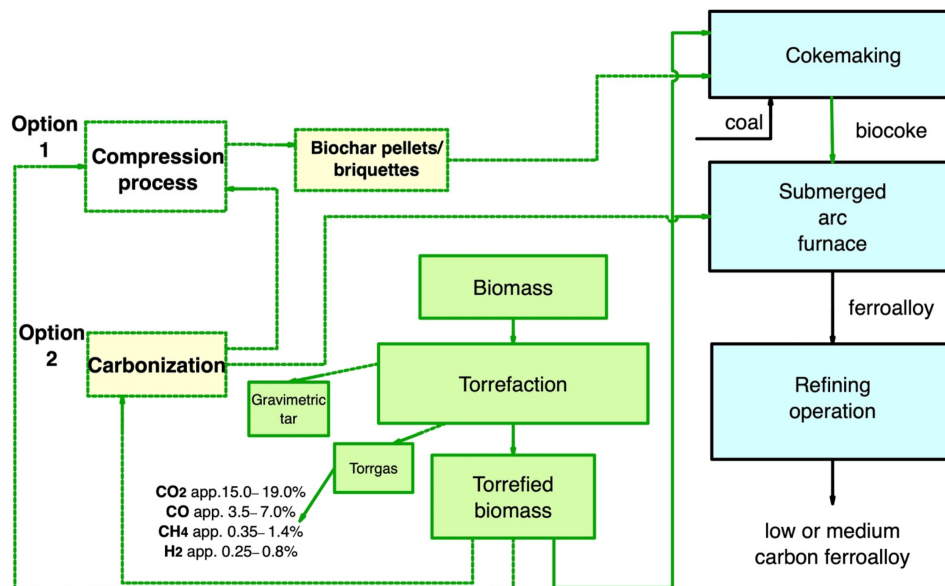 Cokemaking
coal
biocoke
Option
1
Compression
process
Biochar pellets/
briquettes
Submerged
arc
furnace
Biomass
ferroalloy
Option
2
Carbonization
Torrefaction
Gravimetric
tar
Refining
operation
Torrgas
Torrefied
biomass
CO2 app.15.0– 19.0%
CO app. 3.5– 7.0%
CH4 app. 0.35– 1.4%
H2 app. 0.25– 0.8%
low or medium
carbon ferroalloy